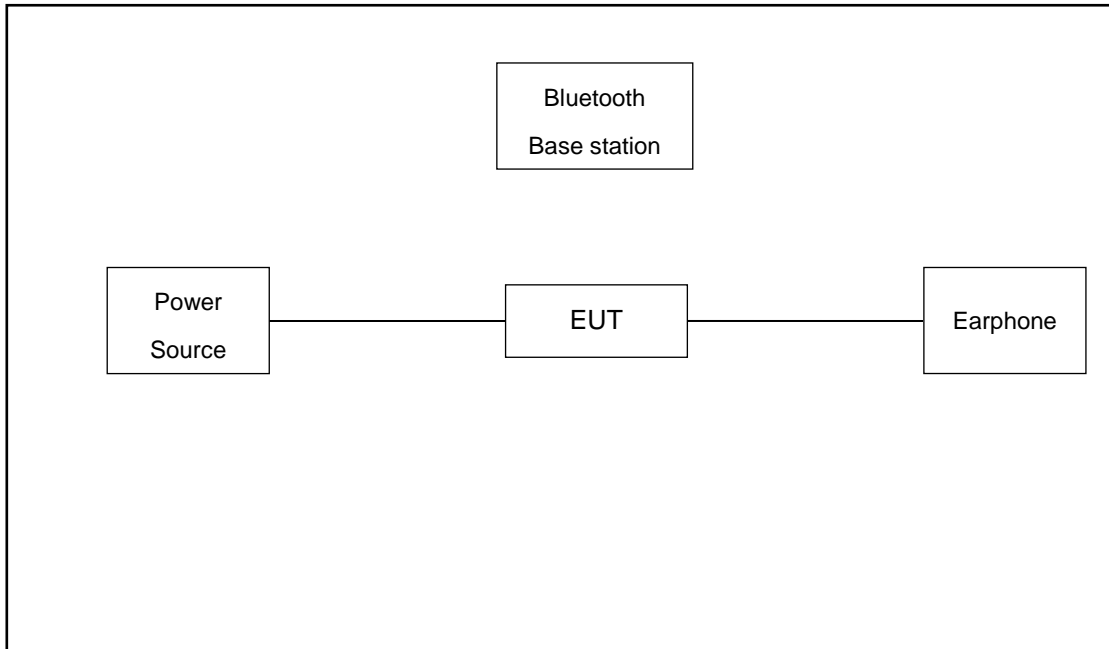 Bluetooth
Base station
Power
Source
EUT
Earphone